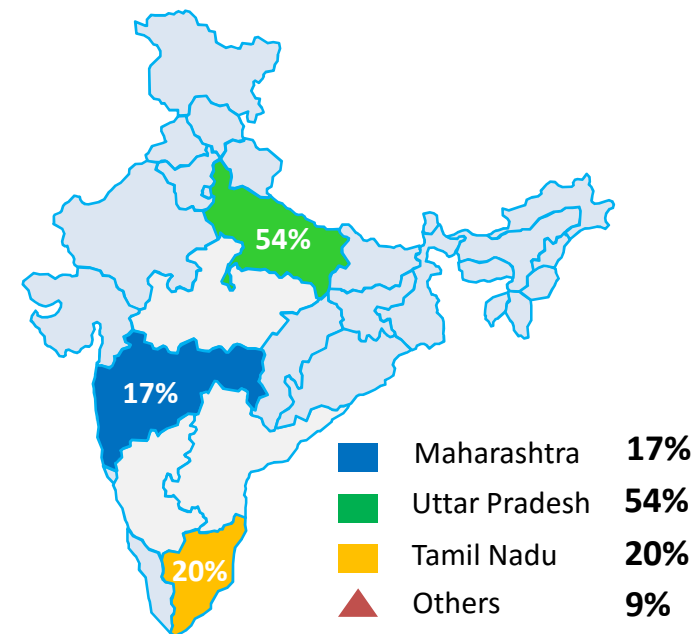 54%
17%
20%
Maharashtra 17%
Uttar Pradesh 54%
Tamil Nadu 20%
Others 9%